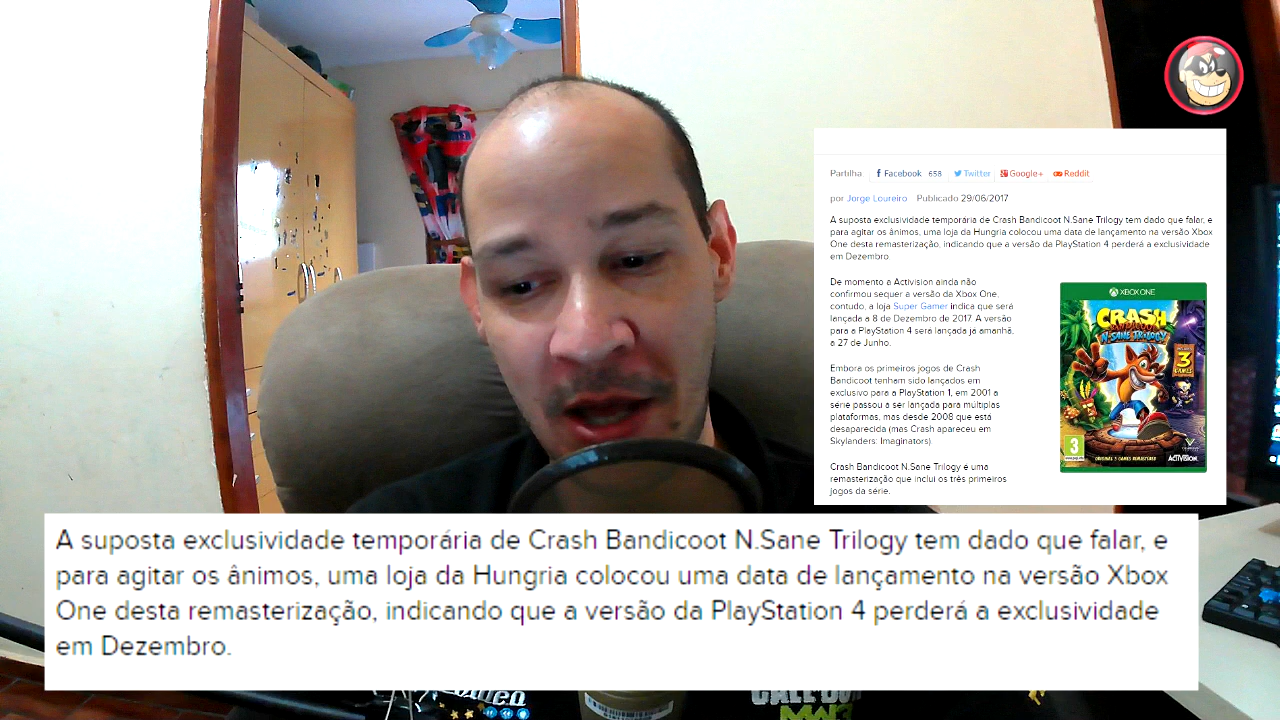 Partilha
Facebook 658 Twitter Google+ Reddit
por Jorge Loureiro Publicado 29/06/2017
A suposta exclusividade temporária de Crash Bandicoot N.Sane Trilogy tem dado que falar, e
para agitar os ânimos, uma loja da Hungria colocou uma data de lançamento na versão Xbox
One desta remasterização, indicando que a versão da PlayStation 4 perderá a exclusividade
em Dezembro.
De momento a Activision ainda não
confirmou sequer a versão da Xbox One,
contudo, a loja Super Gamer indica que será
lançada a 8 de Dezembro de 2017. A versão
para a PlayStation 4 será lançada já amanhã,
a 27 de Junho.
Embora os primeiros jogos de Crash
Bandicoot tenham sido lançados em
exclusivo para a PlayStation 1, em 2001 a
série passou a ser lançada para múltiplas
plataformas, mas desde 2008 que está
desaparecida (mas Crash apareceu em
Skylanders: Imaginators)
Crash Bandicoot N.Sane Trilogy é uma
remasterização que inclui os três primeiros
jogos da série.
XBOX ONE
CRASH
BANDICOOT
N.SANE TRILOGY
3
GAMES
3
ORIGINAL 3 GAMES REMASTERED
ACTIVISION
A suposta exclusividade temporária de Crash Bandicoot N.Sane Trilogy tem dado que falar, e
para agitar os ânimos, uma loja da Hungria colocou uma data de lançamento na versão Xbox
One desta remasterização, indicando que a versão da PlayStation 4 perderá a exclusividade
em Dezembro.
CALL OF DUTY
MW3